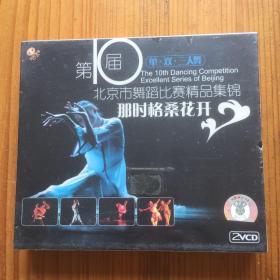 第10届
单·双·三人舞
The 10th Dancing Competition
Excellent Series of Beijing
北京市舞蹈比赛精品集锦
那时格桑花开
2VCD